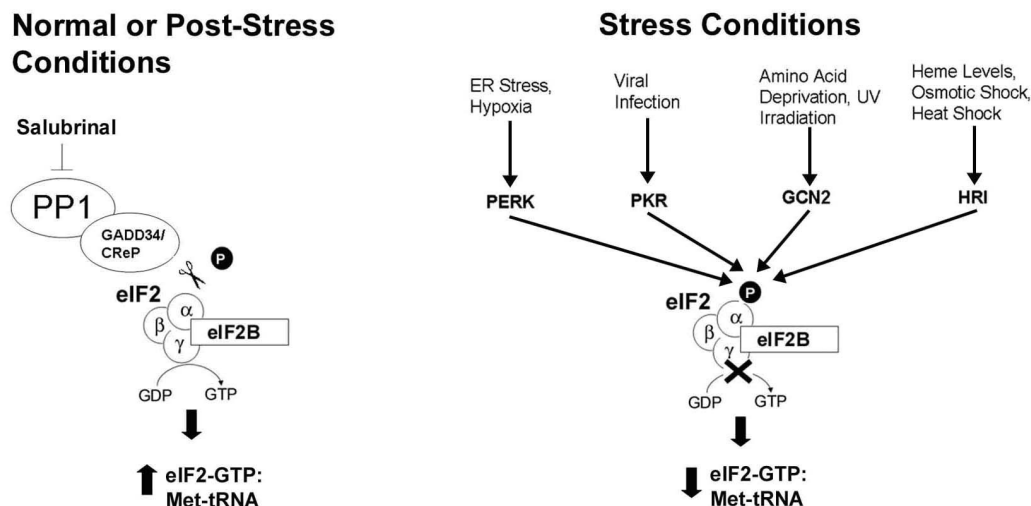 Normal or Post-Stress
Conditions
Salubrinal
PP1
GADD34/
CReP
P
eIF2
α
β
γ
eIF2B
GDP
GTP
eIF2-GTP:
Met-tRNA
Stress Conditions
ER Stress,
Hypoxia
Viral
Infection
Amino Acid
Deprivation, UV
Irradiation
Heme Levels,
Osmotic Shock,
Heat Shock
PERK
PKR
GCN2
HRI
P
eIF2
α
β
γ
eIF2B
GDP
GTP
eIF2-GTP:
Met-tRNA